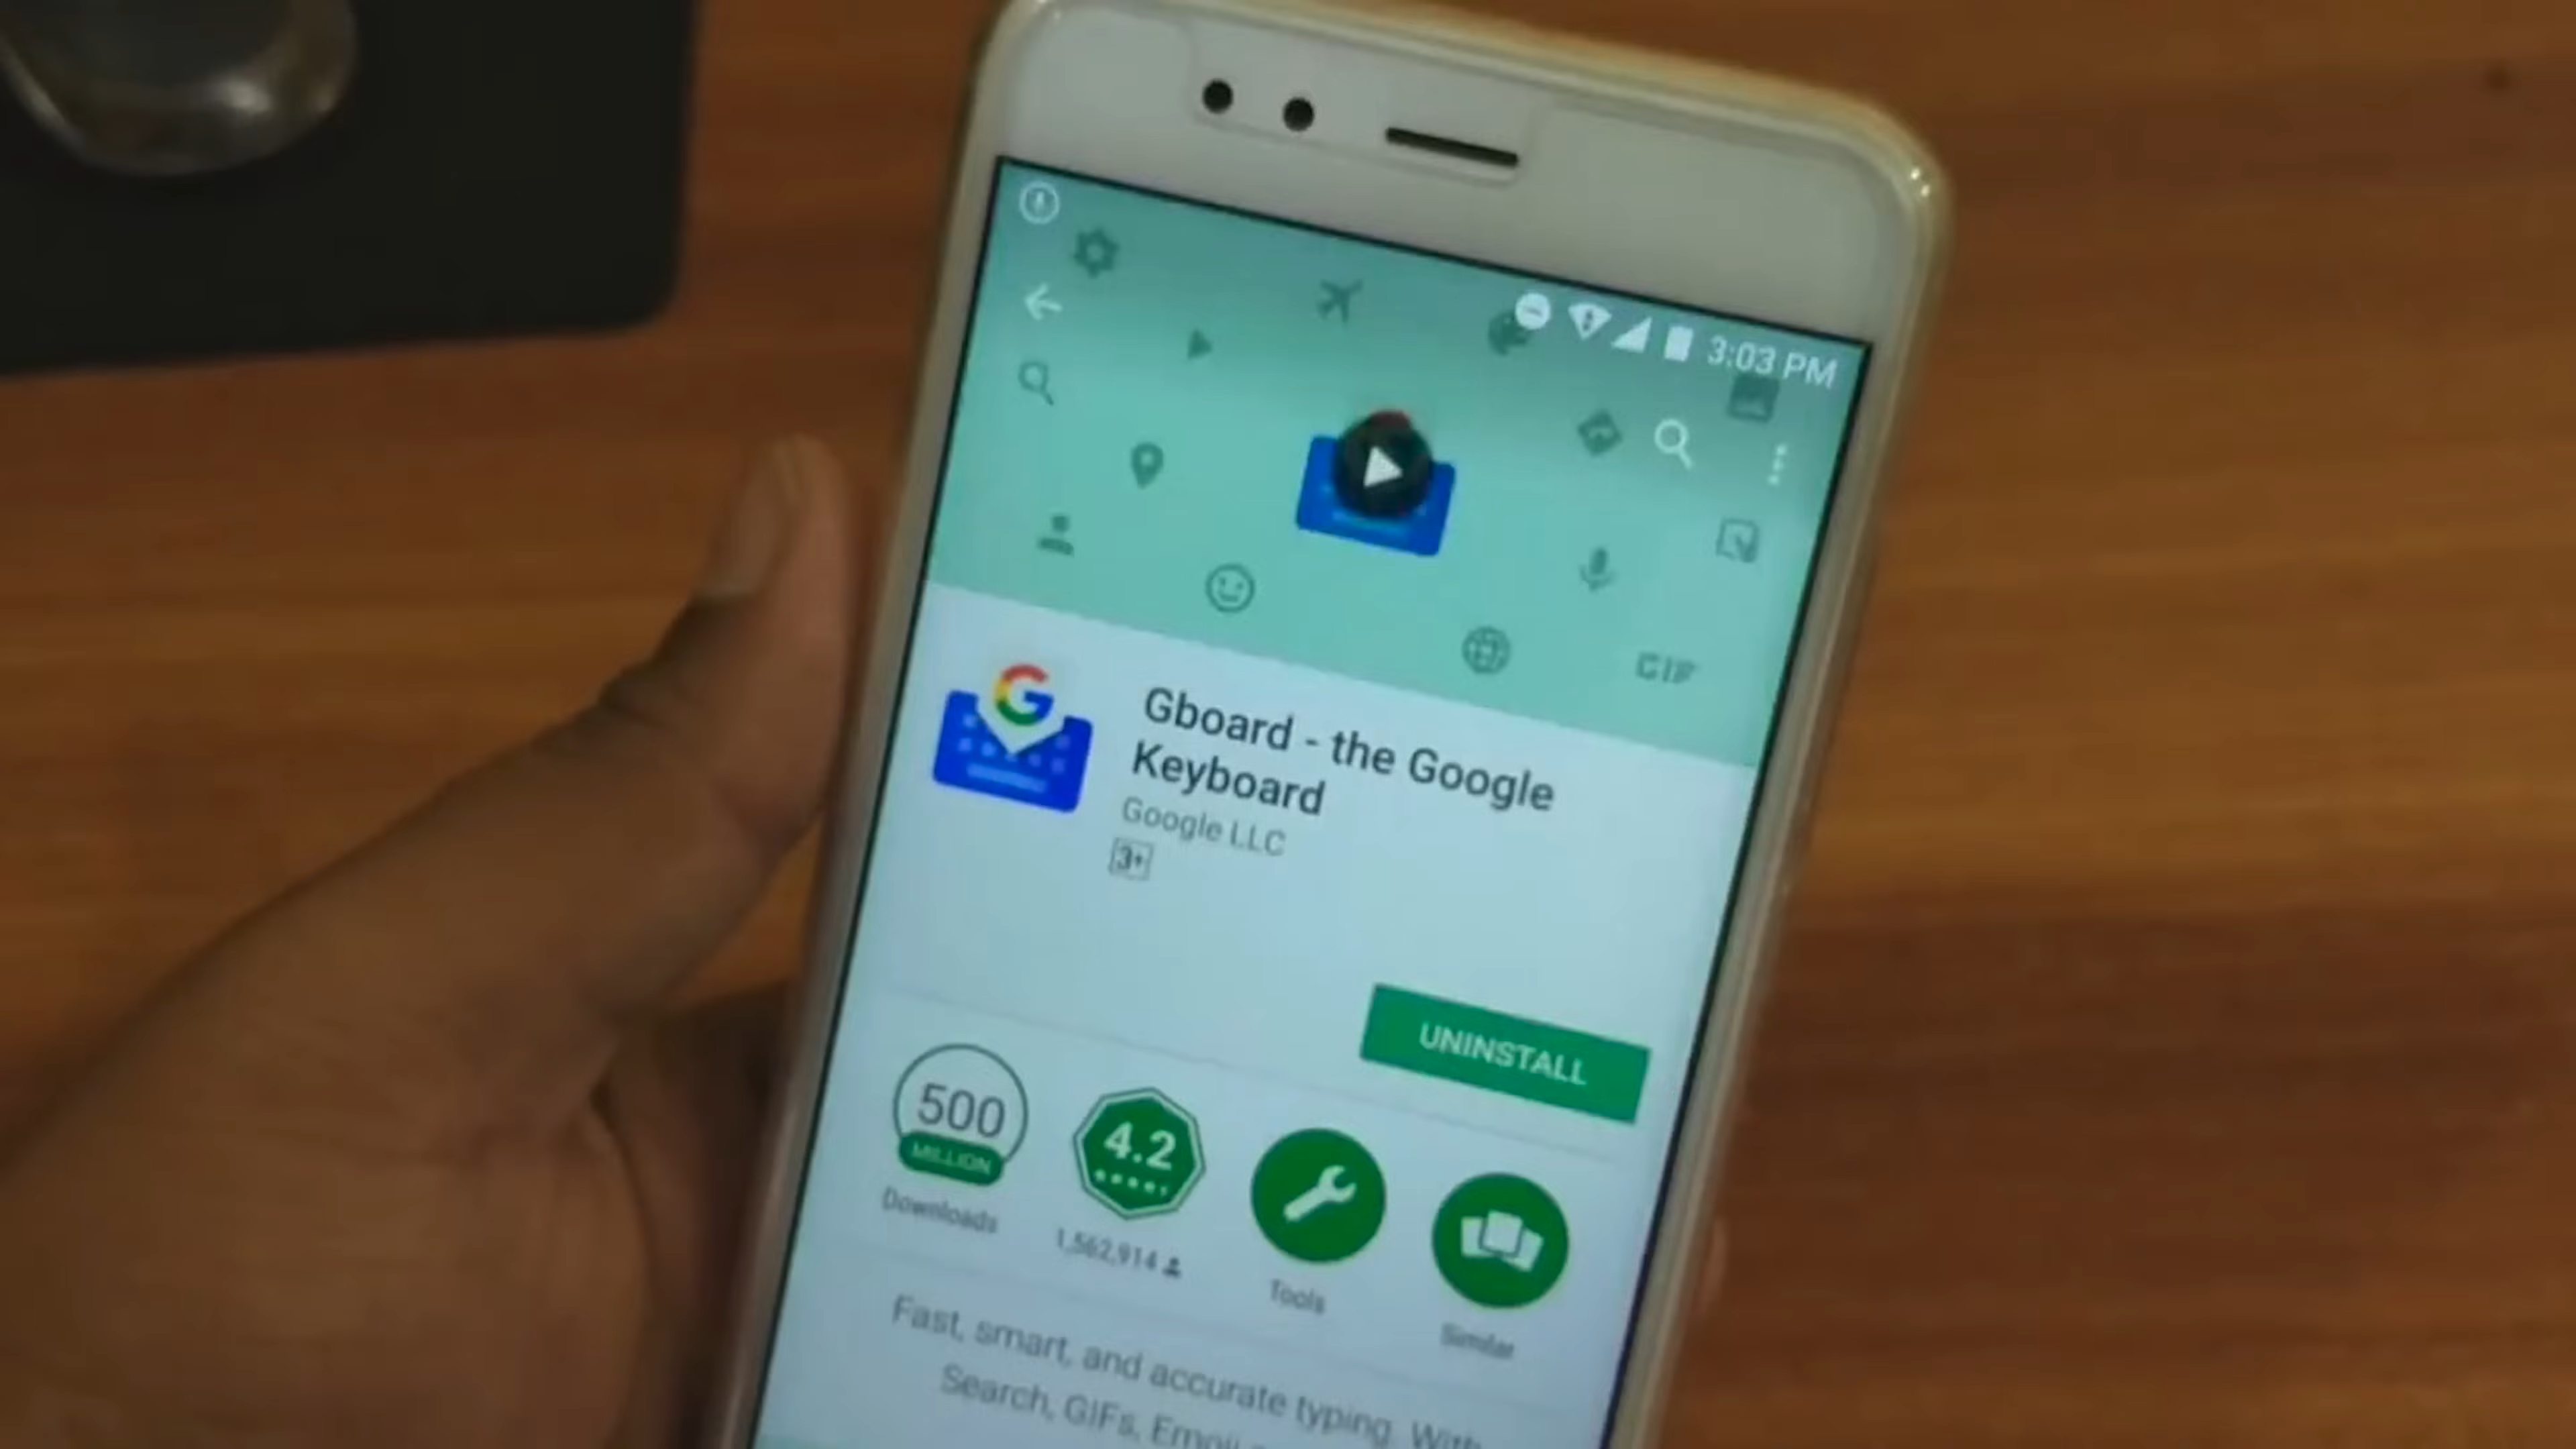 3:03 PM
GIF
Gboard - the Google
Keyboard
Google LLC
3+
UNINSTALL
500
MILLION
Downloads
4.2
1,562,914
Tools
Similar
Fast, smart, and accurate typing. With
Search, GIFs, Emoji